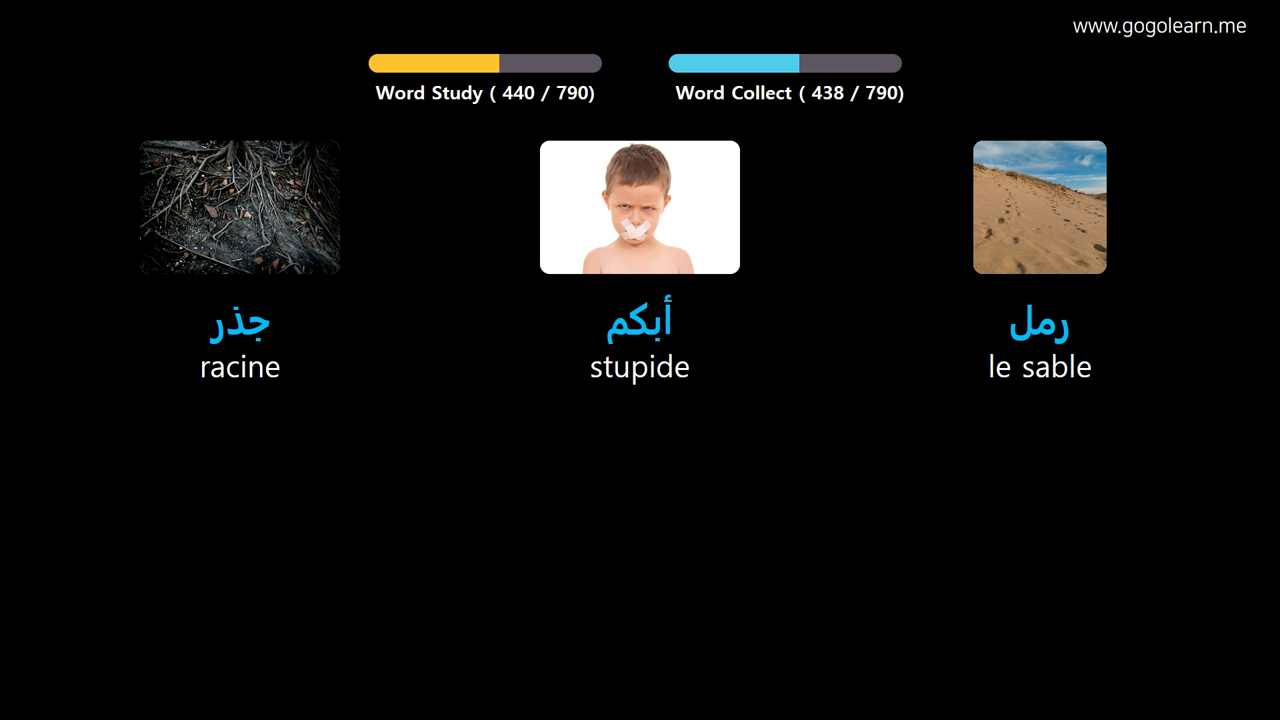 www.gogolearn.me
Word Study ( 440 / 790)
Word Collect ( 438 / 790)
جذر
racine
أبكم
stupide
رمل
le sable